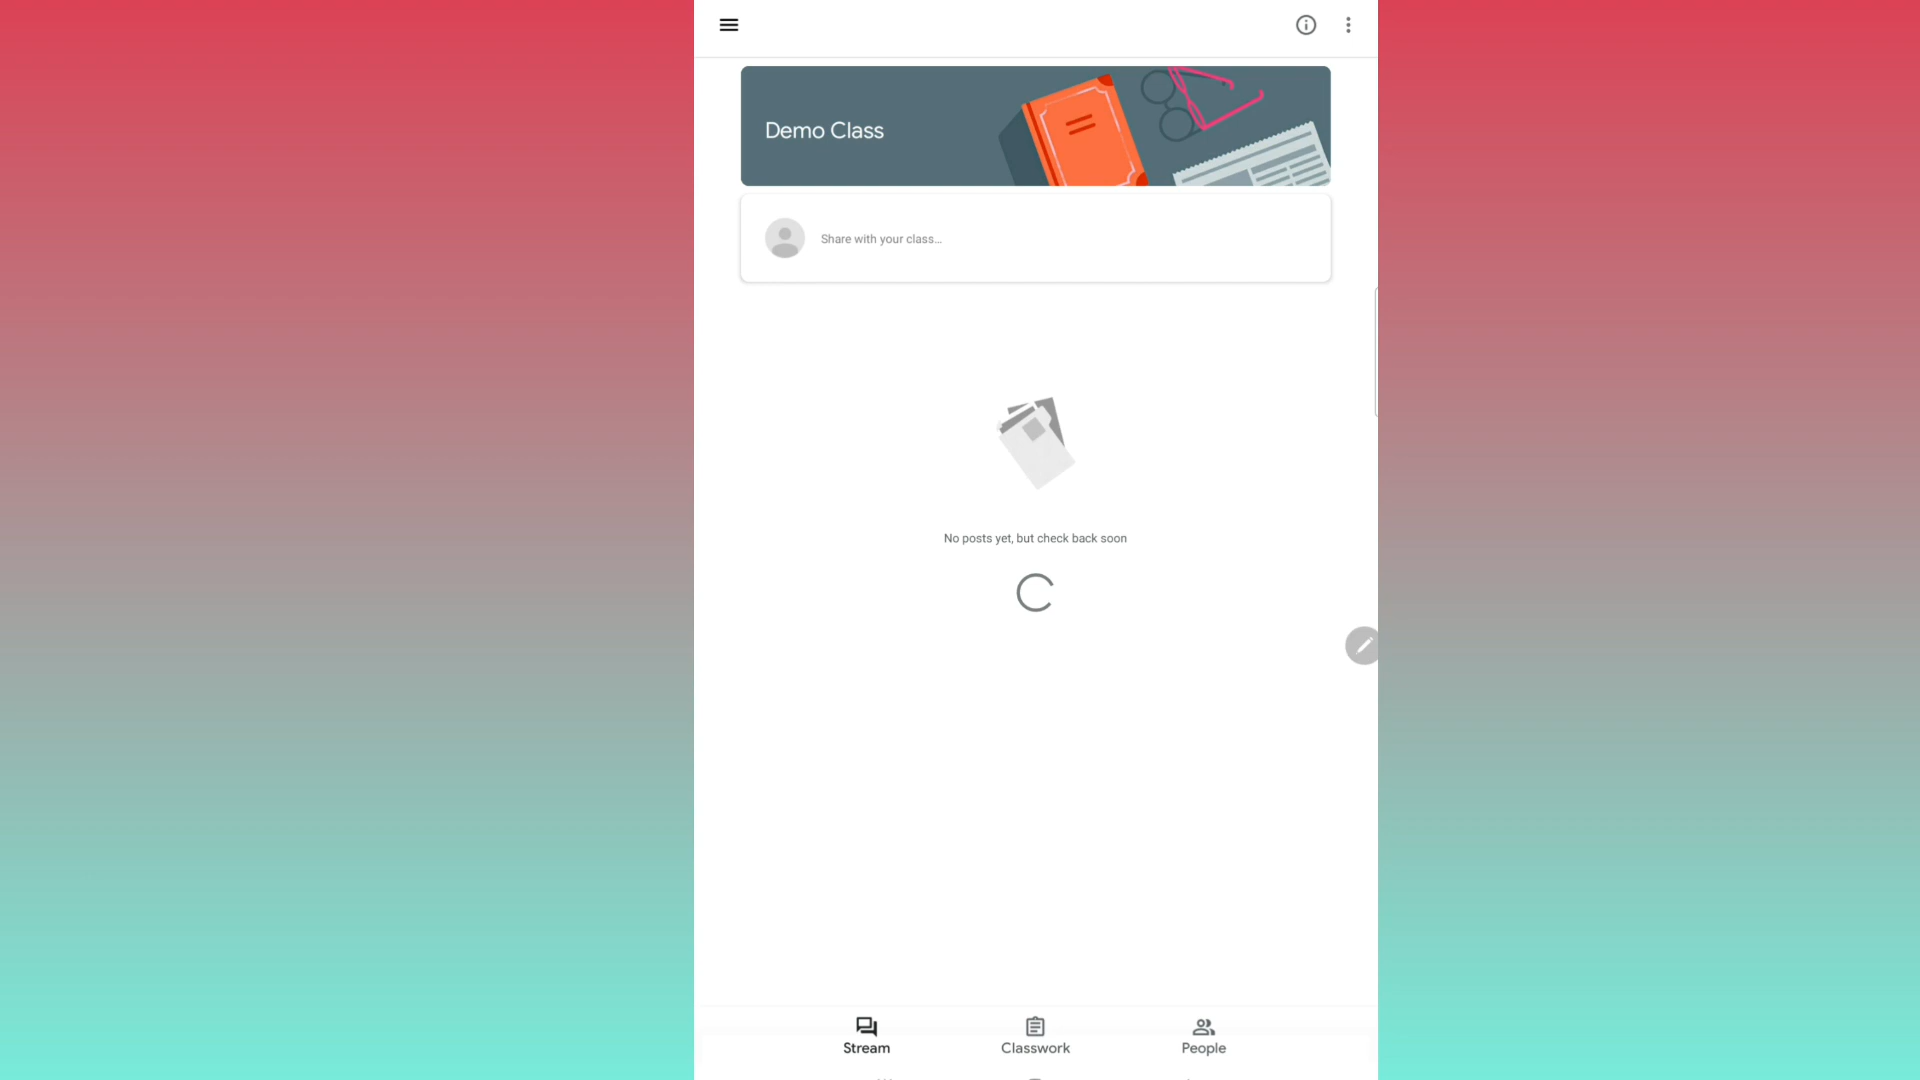 Demo Class
Share with your class...
No posts yet, but check back soon
Stream
Classwork
People